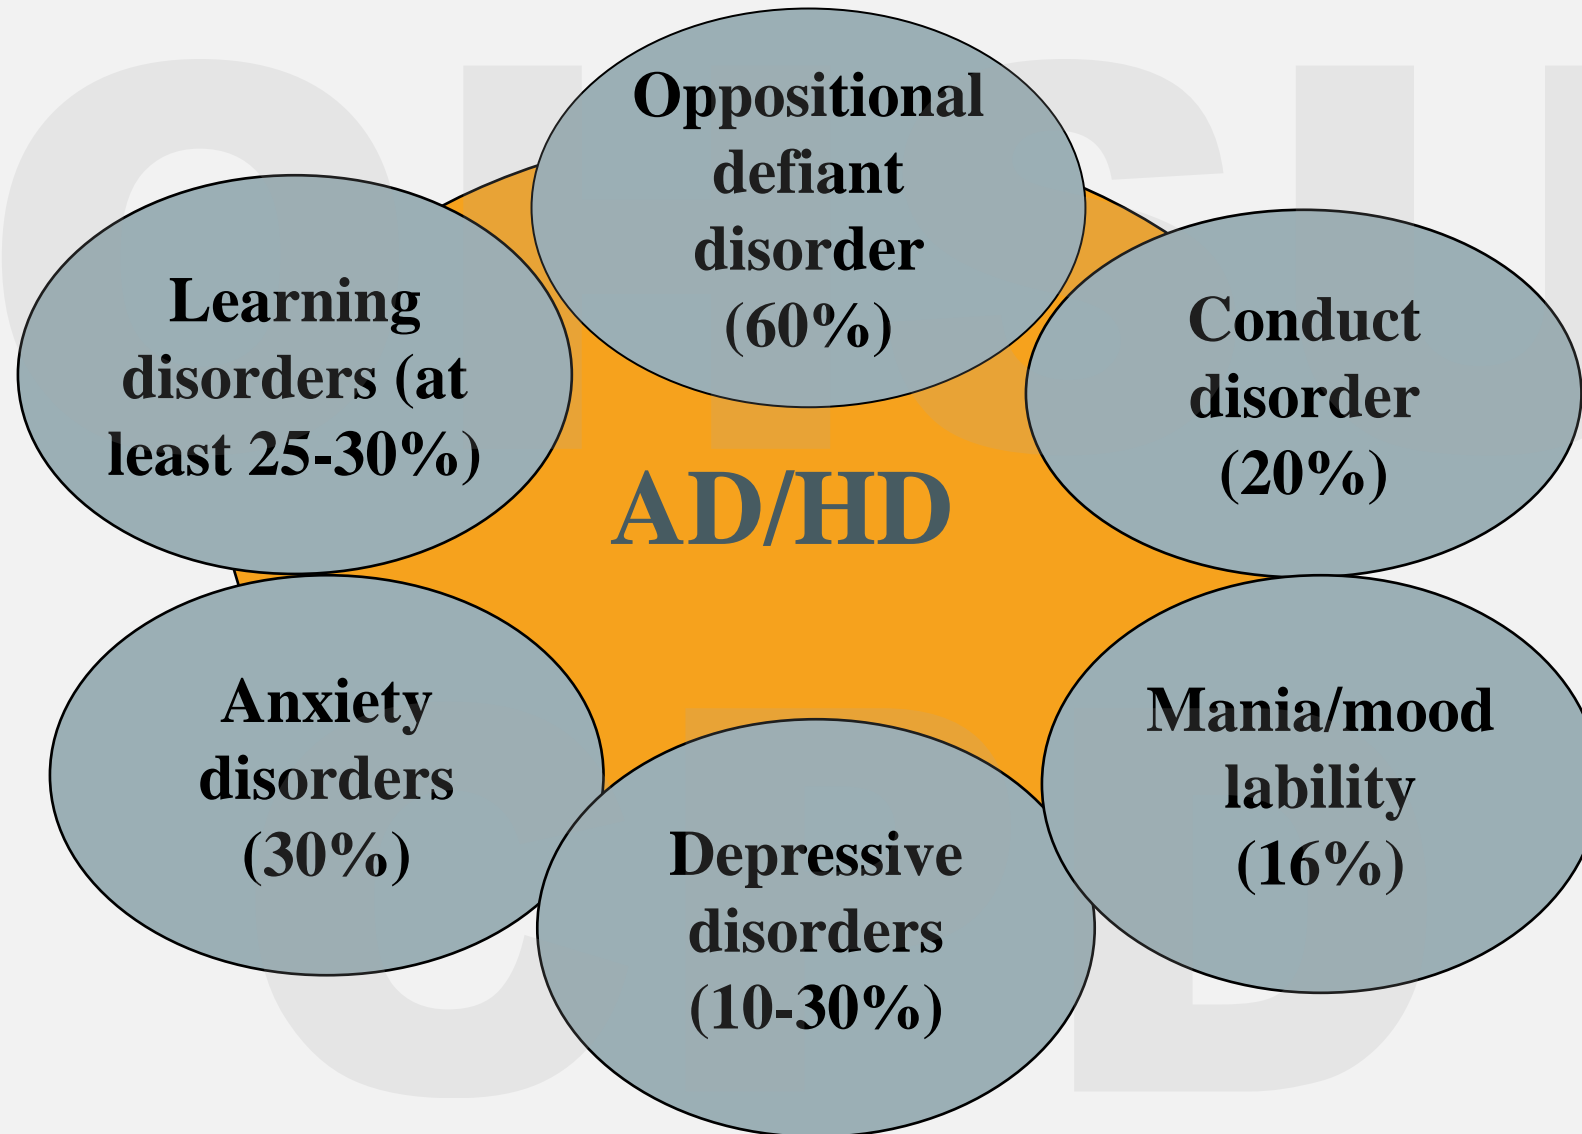 Oppositional
defiant
disorder
(60%)
Learning
disorders (at
least 25-30%)
Conduct
disorder
(20%)
AD/HD
Anxiety
disorders
(30%)
Mania/mood
lability
(16%)
Depressive
disorders
(10-30%)